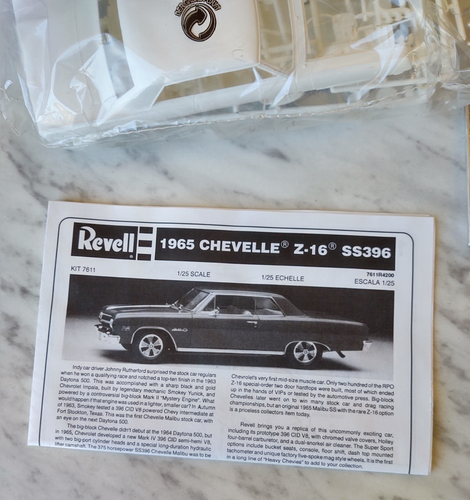 Revell
1965 CHEVELLE® Z-16® SS396
KIT 7611
1/25 SCALE
1/25 ECHELLE
7611R4200
ESCALA 1/25
Indy car driver Johnny Rutherford surprised the stock car regulars
when he won a qualifying race and notched a top-ten finish in the 1963
Daytona 500. This was accomplished with a sharp black and gold
Chevrolet Impala, built by legendary mechanic Smokey Yunick, and
powered by a controversial big-block Mark II "Mystery Engine". What
would happen if that engine was used in a lighter, smaller car? In Autumn
of 1963, Smokey tested a 396 CID V8 powered Chevy intermediate at
Fort Stockton, Texas. This was the first Chevelle Malibu stock car, with
an eye on the next Daytona 500.
The big-block Chevelle didn't debut at the 1964 Daytona 500, but
in 1965, Chevrolet developed a new Mark IV 396 CID semi-hemi V8,
with two big-port cylinder heads and a special long-duration hydraulic
lifter camshaft. The 375 horsepower SS396 Chevelle Malibu was to be
Chevrolet's very first mid-size muscle car. Only two hundred of the RPO
Z-16 special-order two door hardtops were built, most of which ended
up in the hands of VIP's or tested by the automotive press. Big-block
Chevelles later went on to win many stock car and drag racing
championships, but an original 1965 Malibu SS with the rare Z-16 option
is a priceless collectors item today.
Revell brings you a replica of this uncommonly exciting car,
including its prototype 396 CID V8, with chromed valve covers, Holley
four-barrel carburetor, and a dual-snorkel air cleaner. The Super Sport
options include bucket seats, console, floor shift, dash top mounted
tachometer and unique factory five-spoke mag style wheels. It is the first
in a long line of "Heavy Chevies" to add to your collection.